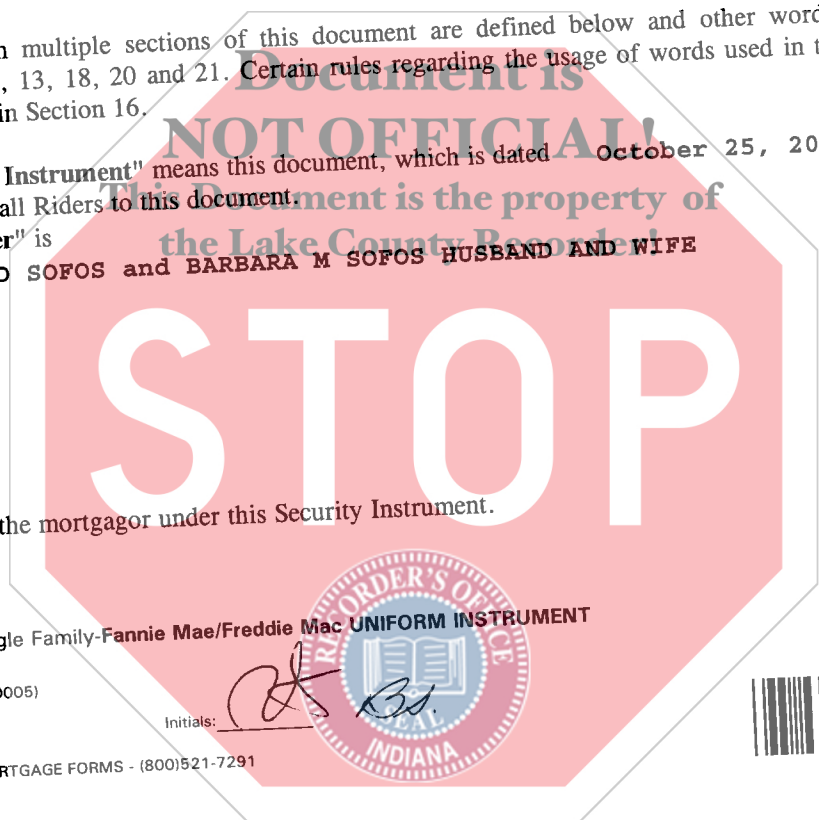 n multiple sections of this document are defined below and other word
, 13, 18, 20 and 21. Certain rules regarding the usage of words used in t
in Section 16.
Document is
NOT OFFICIAL!
This Document is the property of
the Lake County Recorder!
Instrument" means this document, which is dated October 25, 20
all Riders to this document.
er" is
O SOFOS and BARBARA M SOFOS HUSBAND AND WIFE
STOP
the mortgagor under this Security Instrument.
gle Family-Fannie Mae/Freddie Mac UNIFORM INSTRUMENT
0005)
Initials: BS.
RTGAGE FORMS - (800)521-7291
RECORDER'S OFFICE
SEAL
INDIANA